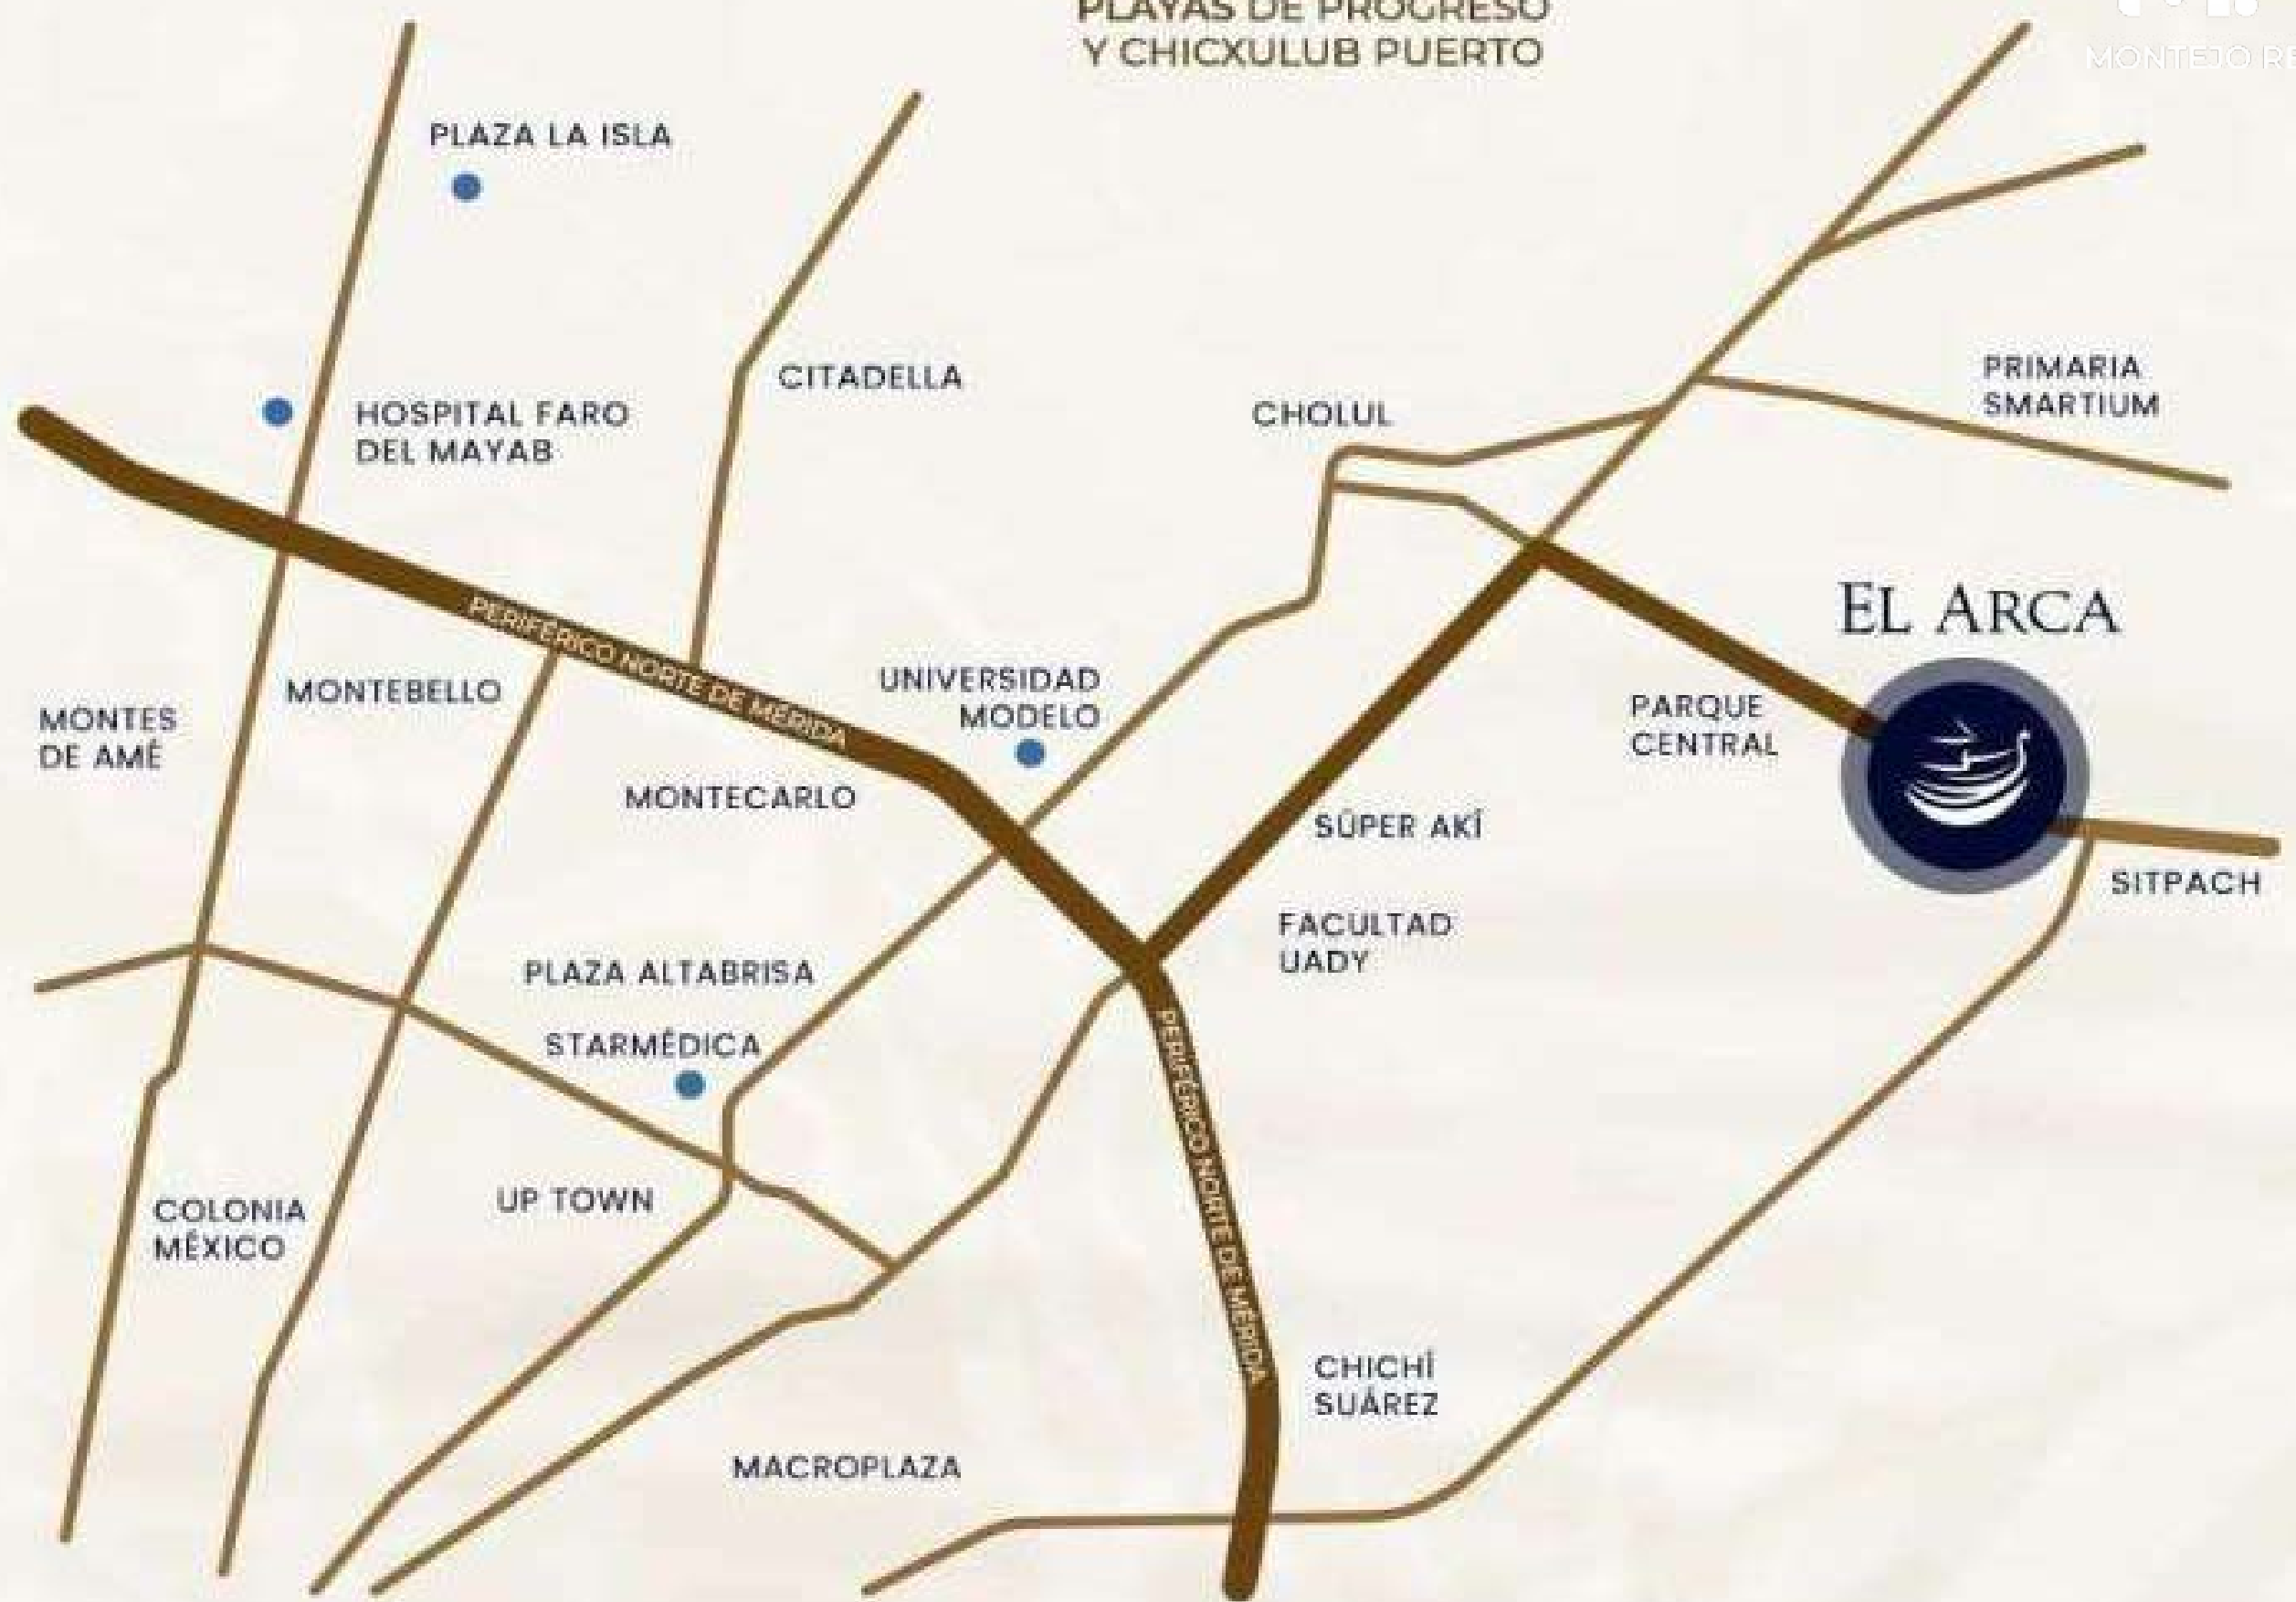 PLAYAS DE PROGRESO
Y CHICXULUB PUERTO
PLAZA LA ISLA
CITADELLA
HOSPITAL FARO
DEL MAYAB
CHOLUL
PRIMARIA
SMARTIUM
PERIFÉRICO NORTE DE MÉRIDA
EL ARCA
MONTEBELLO
UNIVERSIDAD
MODELO
MONTES
DE AMÉ
PARQUE
CENTRAL
MONTECARLO
SÚPER AKÍ
SITPACH
FACULTAD
UADY
PLAZA ALTABRISA
STARMÉDICA
PERIFÉRICO NORTE DE MÉRIDA
UP TOWN
COLONIA
MÉXICO
CHICHÍ
SUÁREZ
MACROPLAZA
MONTEJO